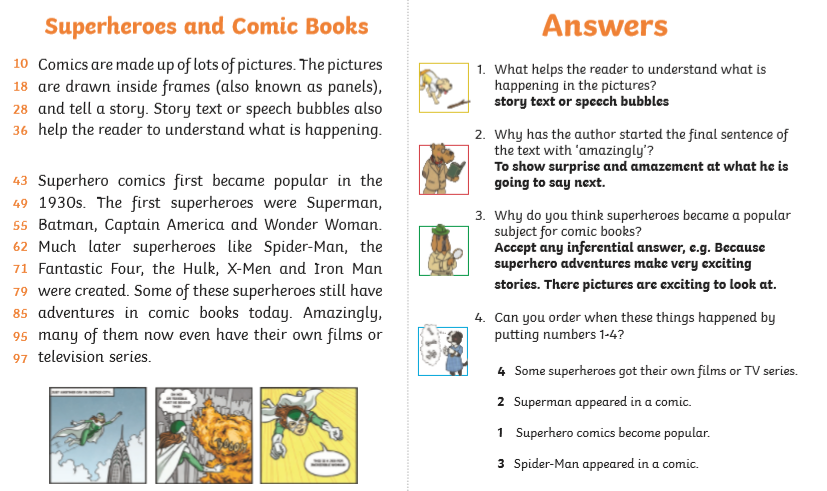 Superheroes and Comic Books
10 Comics are made up of lots of pictures. The pictures
18 are drawn inside frames (also known as panels),
28 and tell a story. Story text or speech bubbles also
36 help the reader to understand what is happening.
43 Superhero comics first became popular in the
49 1930s. The first superheroes were Superman,
55 Batman, Captain America and Wonder Woman.
62 Much later superheroes like Spider-Man, the
71 Fantastic Four, the Hulk, X-Men and Iron Man
79 were created. Some of these superheroes still have
85 adventures in comic books today. Amazingly,
95 many of them now even have their own films or
97 television series.
Answers
1. What helps the reader to understand what is
happening in the pictures?
story text or speech bubbles
2. Why has the author started the final sentence of
the text with 'amazingly'?
To show surprise and amazement at what he is
going to say next.
3. Why do you think superheroes became a popular
subject for comic books?
Accept any inferential answer, e.g. Because
superhero adventures make very exciting
stories. There pictures are exciting to look at.
4. Can you order when these things happened by
putting numbers 1-4?
4 Some superheroes got their own films or TV series.
2 Superman appeared in a comic.
1 Superhero comics become popular.
3 Spider-Man appeared in a comic.